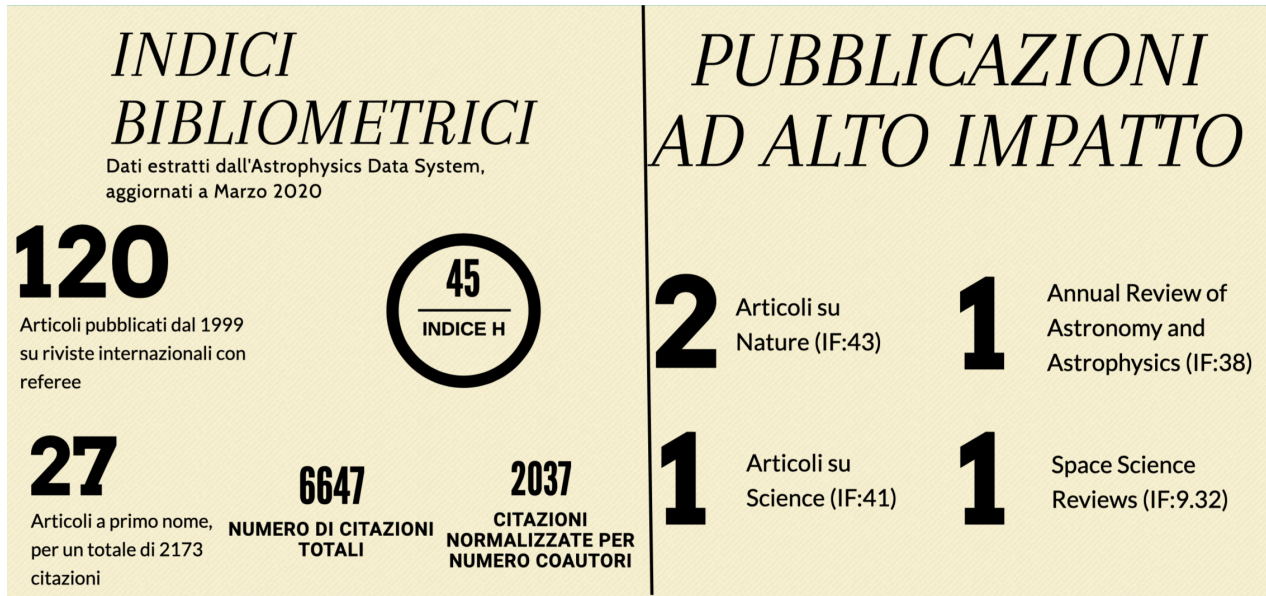 INDICI
BIBLIOMETRICI
Dati estratti dall'Astrophysics Data System,
aggiornati a Marzo 2020
120
Articoli pubblicati dal 1999
su riviste internazionali con
referee
45
INDICE H
27
Articoli a primo nome,
per un totale di 2173
citazioni
6647
NUMERO DI CITAZIONI
TOTALI
2037
CITAZIONI
NORMALIZZATE PER
NUMERO COAUTORI
PUBBLICAZIONI
AD ALTO IMPATTO
2
Articoli su
Nature (IF:43)
1
Annual Review of
Astronomy and
Astrophysics (IF:38)
1
Articoli su
Science (IF:41)
1
Space Science
Reviews (IF:9.32)